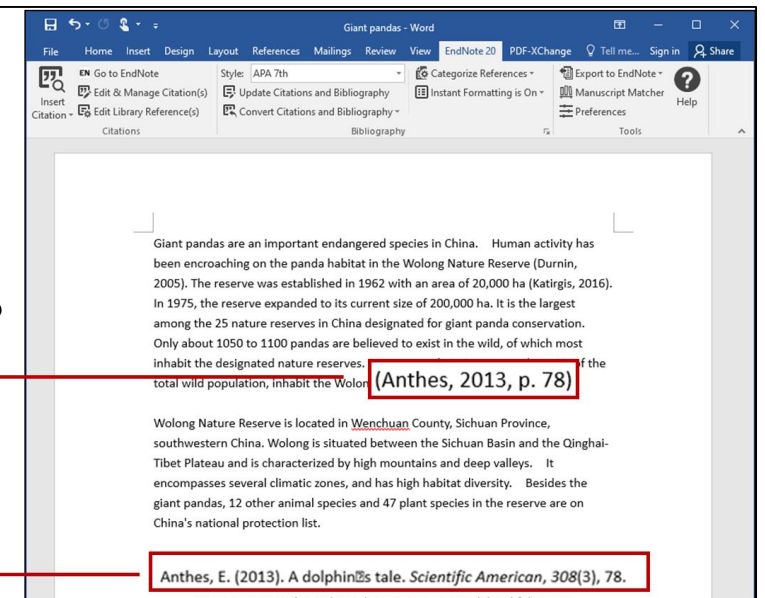 Giant pandas - Word
File Home Insert Design Layout References Mailings Review View EndNote 20 PDF-XChange Tell me... Sign in Share
Insert Citation
EN Go to EndNote
Edit & Manage Citation(s)
Edit Library Reference(s)
Citations
Style: APA 7th
Update Citations and Bibliography
Convert Citations and Bibliography
Categorize References
Instant Formatting is On
Bibliography
Export to EndNote
Manuscript Matcher
Preferences
Tools
Help
Giant pandas are an important endangered species in China. Human activity has
been encroaching on the panda habitat in the Wolong Nature Reserve (Durnin,
2005). The reserve was established in 1962 with an area of 20,000 ha (Katirgis, 2016).
In 1975, the reserve expanded to its current size of 200,000 ha. It is the largest
among the 25 nature reserves in China designated for giant panda conservation.
Only about 1050 to 1100 pandas are believed to exist in the wild, of which most
inhabit the designated nature reserves. of the
total wild population, inhabit the Wolon (Anthes, 2013, p. 78)
Wolong Nature Reserve is located in Wenchuan County, Sichuan Province,
southwestern China. Wolong is situated between the Sichuan Basin and the Qinghai-
Tibet Plateau and is characterized by high mountains and deep valleys. It
encompasses several climatic zones, and has high habitat diversity. Besides the
giant pandas, 12 other animal species and 47 plant species in the reserve are on
China's national protection list.
Anthes, E. (2013). A dolphin�s tale. Scientific American, 308(3), 78.